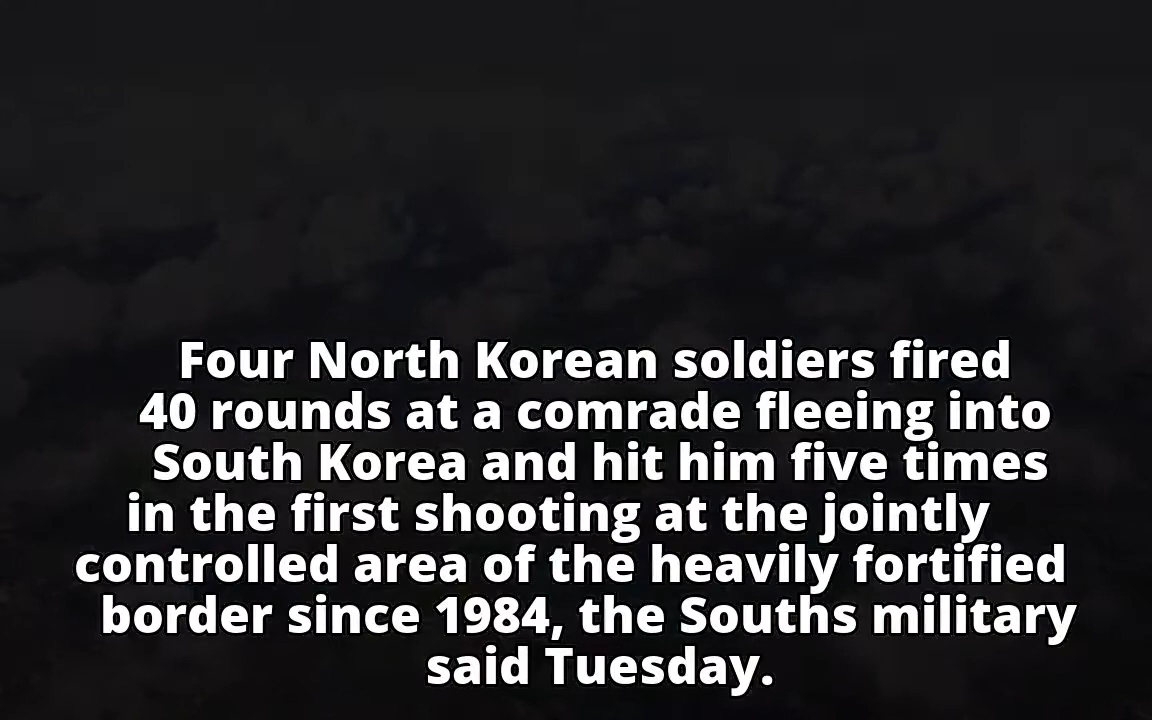 Four North Korean soldiers fired
40 rounds at a comrade fleeing into
South Korea and hit him five times
in the first shooting at the jointly
controlled area of the heavily fortified
border since 1984, the Souths military
said Tuesday.